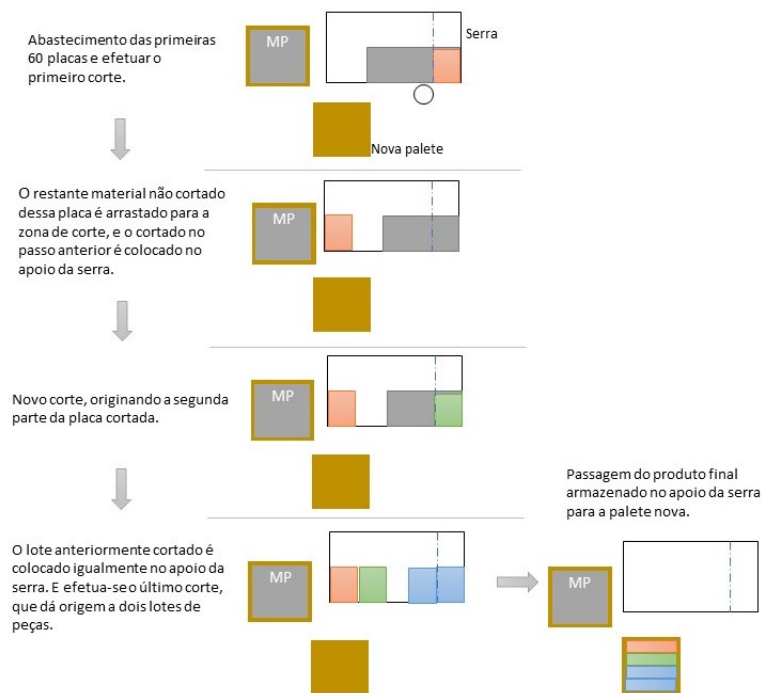 Abastecimento das primeiras
60 placas e efetuar o
primeiro corte.
MP
Serra
Nova palete
O restante material não cortado
dessa placa é arrastado para a
zona de corte, e o cortado no
passo anterior é colocado no
apoio da serra.
MP
Novo corte, originando a segunda
parte da placa cortada.
MP
Passagem do produto final
armazenado no apoio da serra
para a palete nova.
O lote anteriormente cortado é
colocado igualmente no apoio da
serra. E efetua-se o último corte,
que dá origem a dois lotes de
peças.
MP
MP